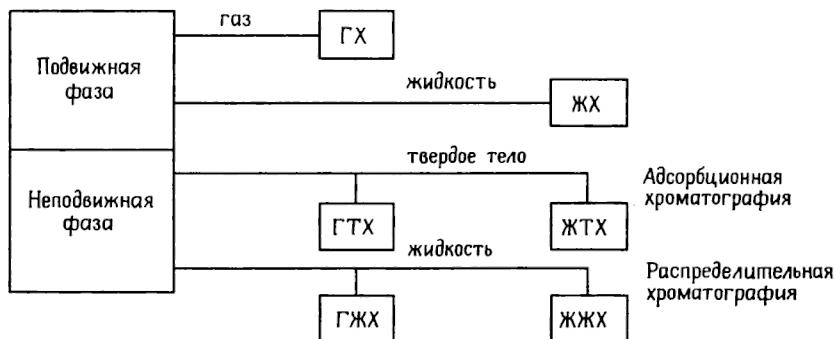 газ
ГХ
Подвижная
фаза
жидкость
ЖХ
твердое тело
Адсорбционная
хроматография
Неподвижная
фаза
ГТХ
ЖТХ
жидкость
Распределительная
хроматография
ГЖХ
ЖЖХ